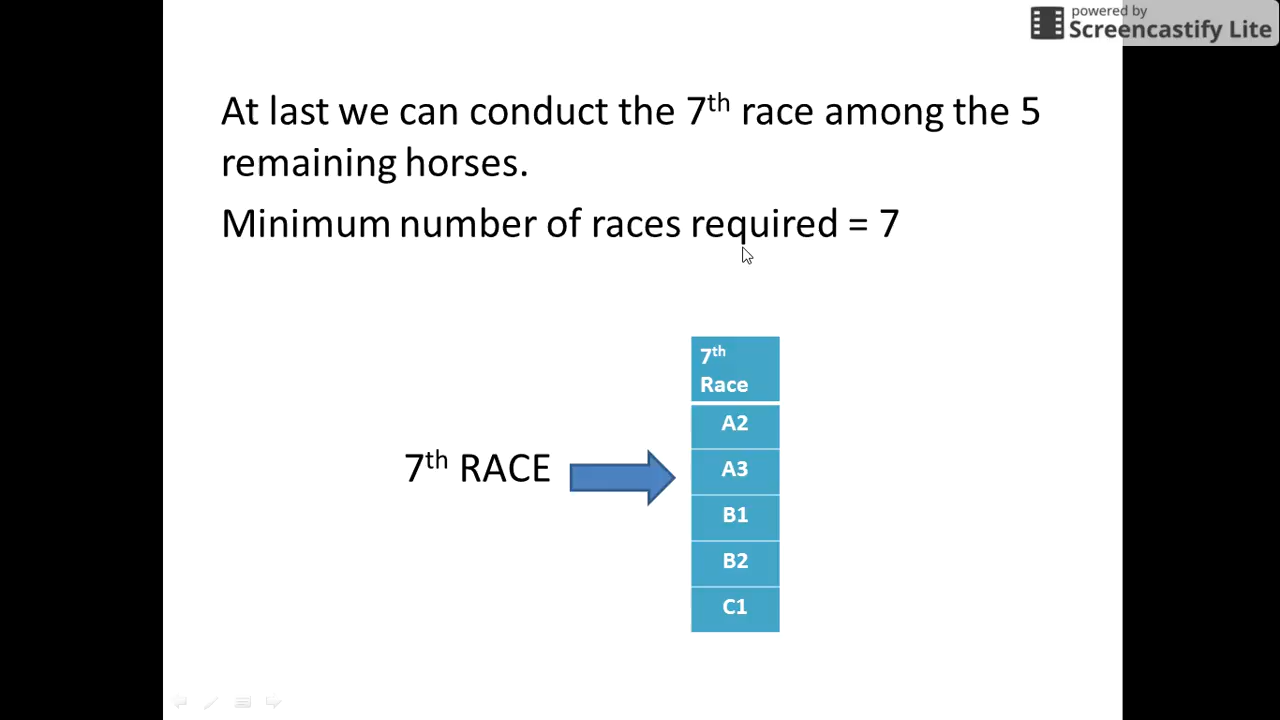 powered by
Screencastify Lite
At last we can conduct the 7th race among the 5
remaining horses.
Minimum number of races required = 7
7th
Race
A2
7th RACE
A3
B1
B2
C1